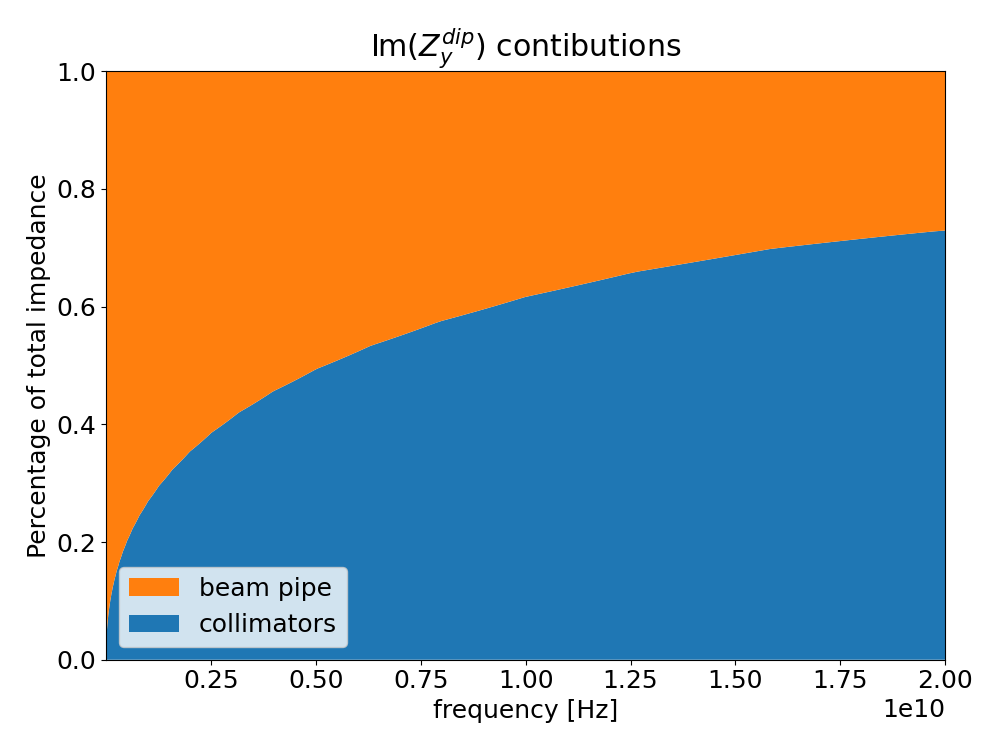 Im(Z_y^{dip}) contibutions
Percentage of total impedance
1.0
0.8
0.6
0.4
0.2
0.0
beam pipe
collimators
0.25 0.50 0.75 1.00 1.25 1.50 1.75 2.00
frequency [Hz]
1e10